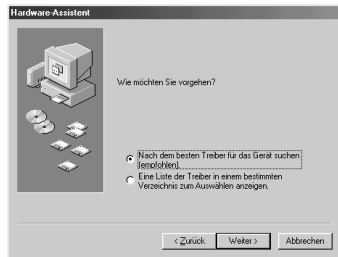 Hardware-Assistent
Wie möchten Sie vorgehen?
Nach dem besten Treiber für das Gerät suchen
(empfohlen).
Eine Liste der Treiber in einem bestimmten
Verzeichnis zum Auswählen anzeigen.
< Zurück Weiter > Abbrechen